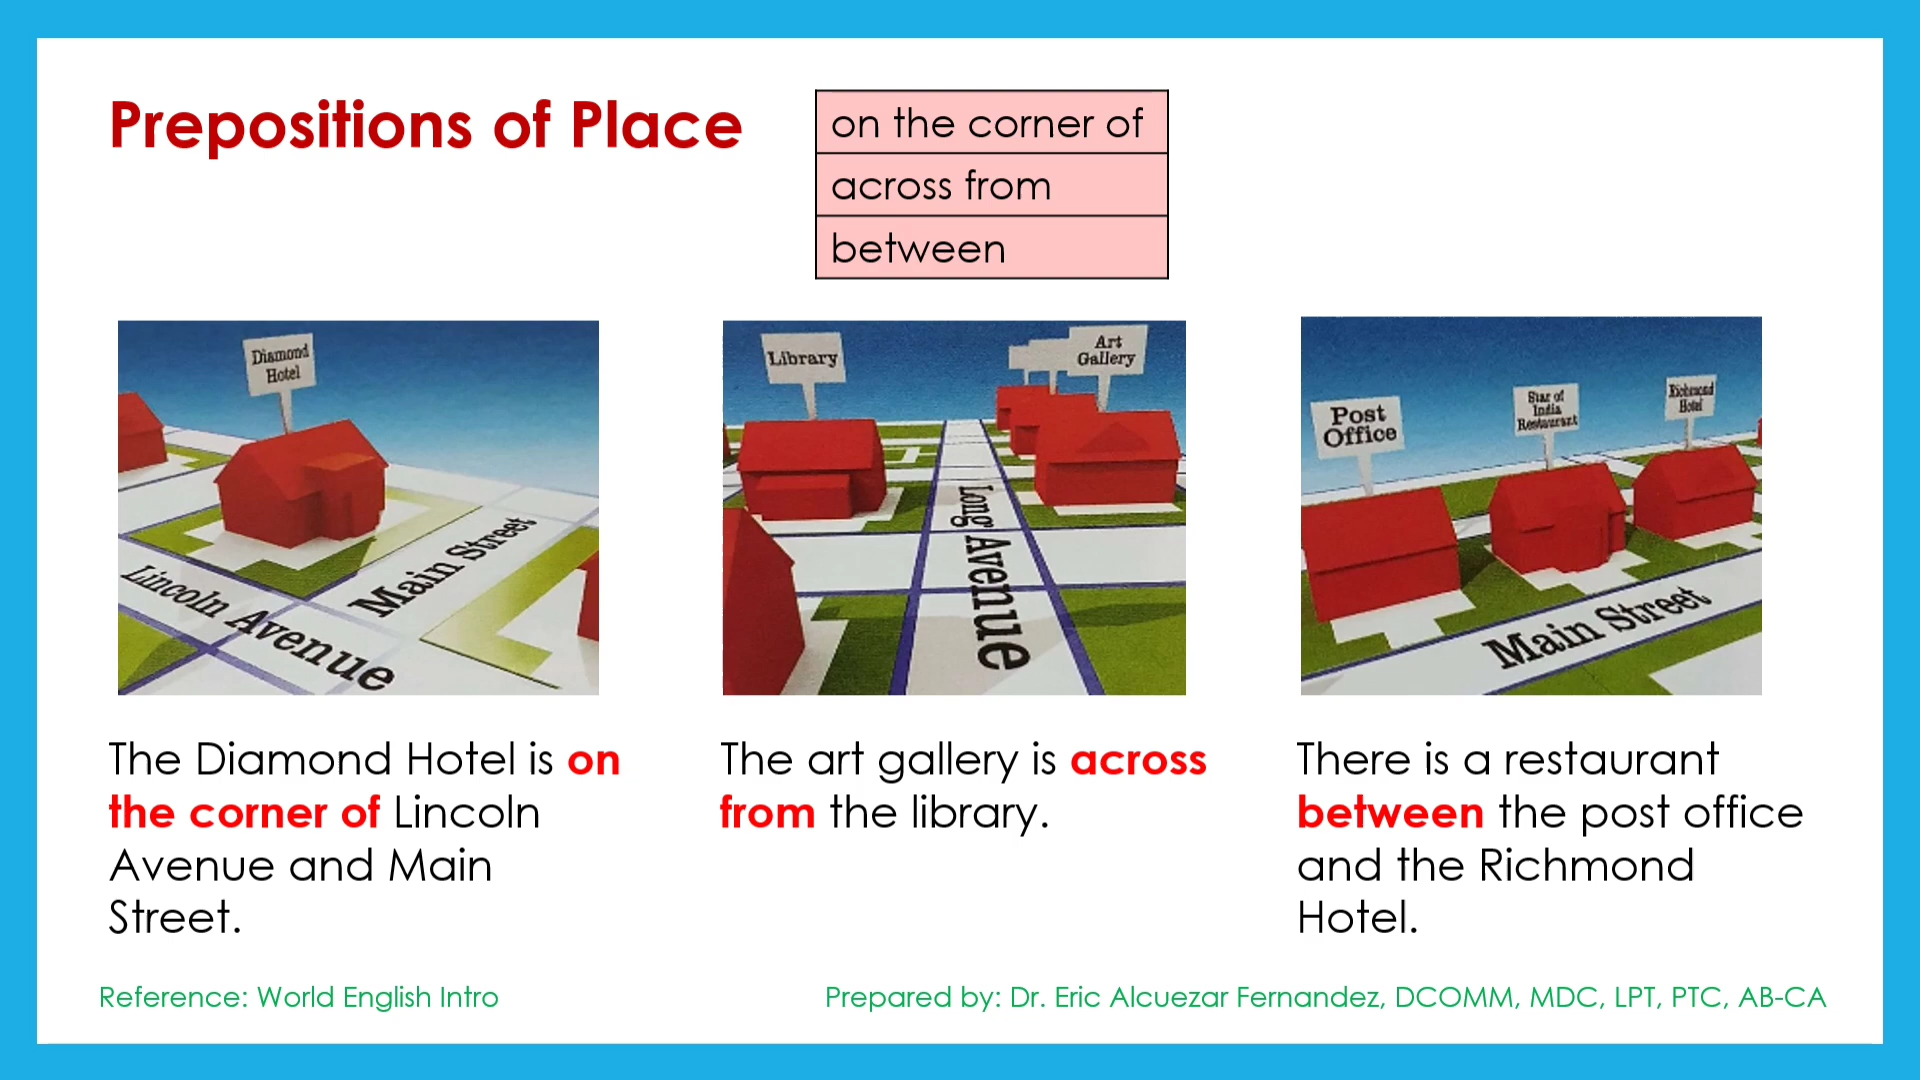 Prepositions of Place
on the corner of
across from
between
Diamond
Hotel
Lincoln Avenue
Main Street
Library
Art
Gallery
Long Avenue
Post
Office
Star of
India
Restaurant
Richmond
Hotel
Main Street
The Diamond Hotel is on
the corner of Lincoln
Avenue and Main
Street.
The art gallery is across
from the library.
There is a restaurant
between the post office
and the Richmond
Hotel.
Reference: World English Intro
Prepared by: Dr. Eric Alcuezar Fernandez, DCOMM, MDC, LPT, PTC, AB-CA